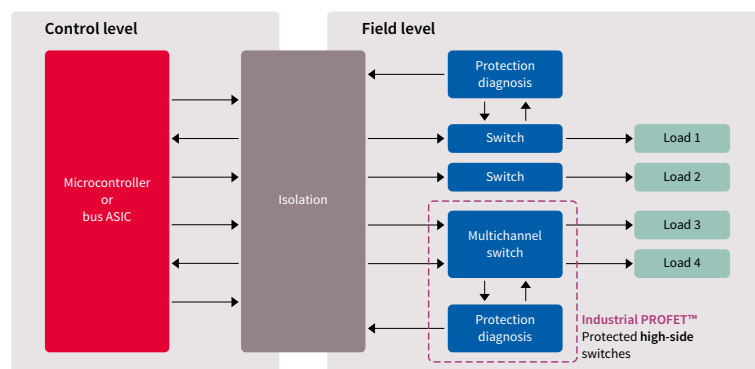 Control level
Field level
Microcontroller
or
bus ASIC
Isolation
Protection
diagnosis
Switch
Load 1
Switch
Load 2
Multichannel
switch
Load 3
Load 4
Protection
diagnosis
Industrial PROFET™
Protected high-side
switches